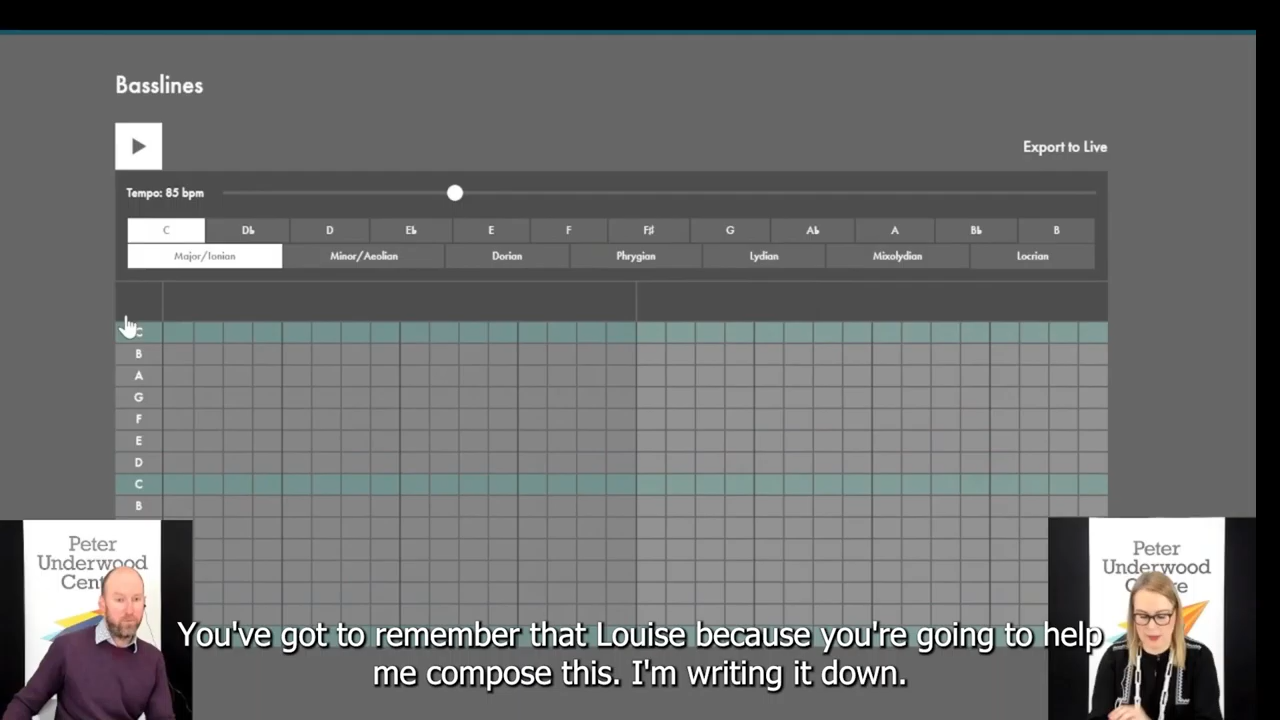 Basslines
Export to Live
Tempo: 85 bpm
C D♭ D E♭ E F F♯ G A♭ A B♭ B
Major/Ionian Minor/Aeolian Dorian Phrygian Lydian Mixolydian Locrian
C
B
A
G
F
E
D
C
B
Peter
Underwood
Peter
Underwood
You've got to remember that Louise because you're going to help
me compose this. I'm writing it down.